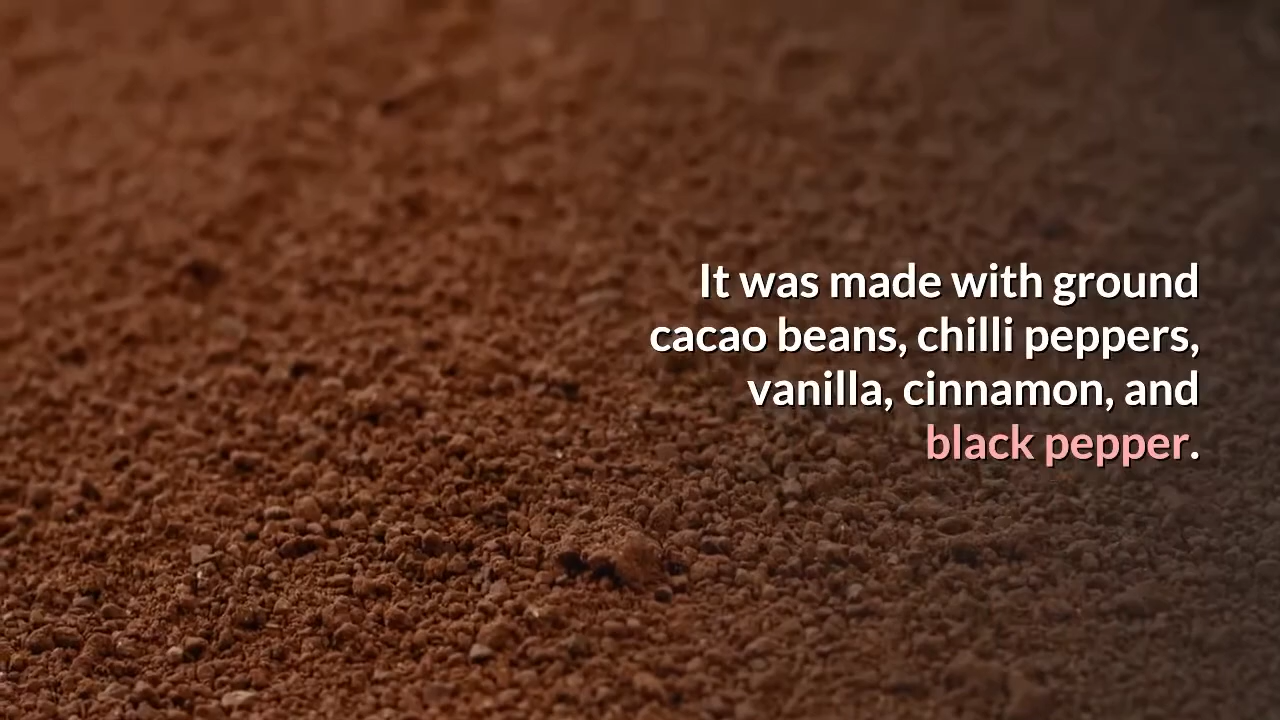 It was made with ground
cacao beans, chilli peppers,
vanilla, cinnamon, and
black pepper.